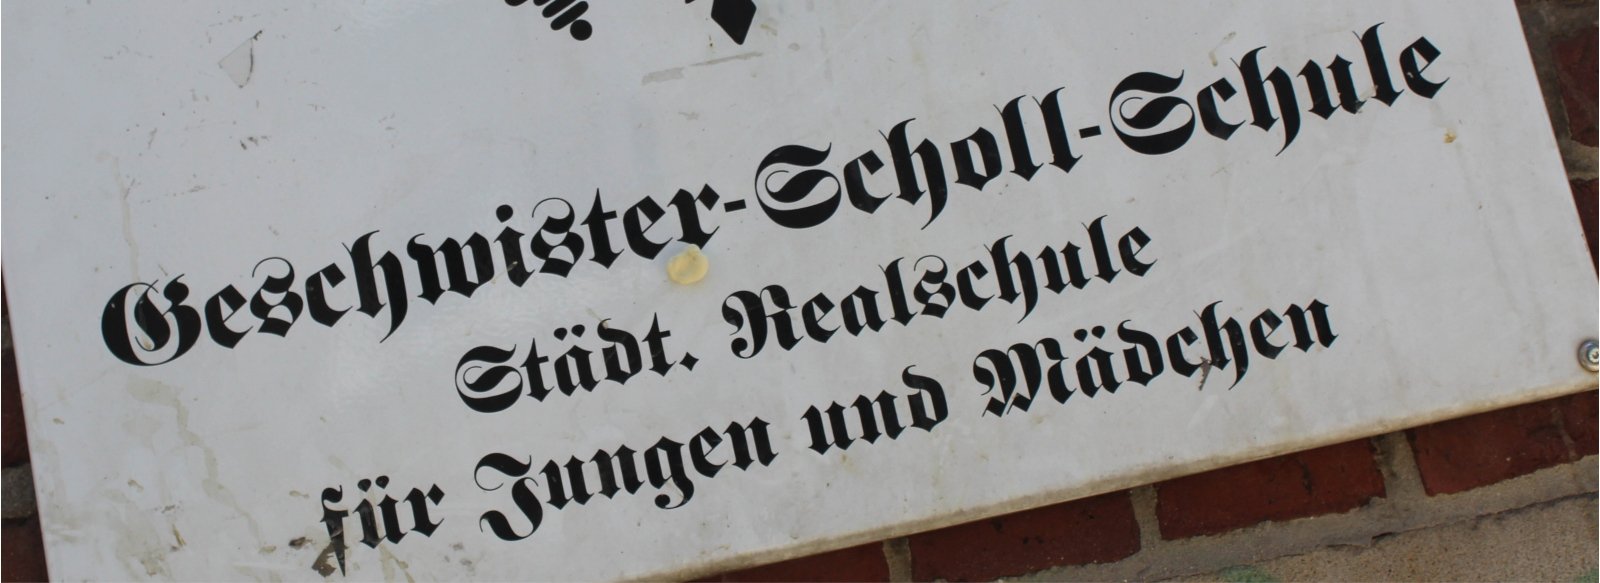 Geschwister-Scholl-Schule
Städt. Realschule
für Jungen und Mädchen